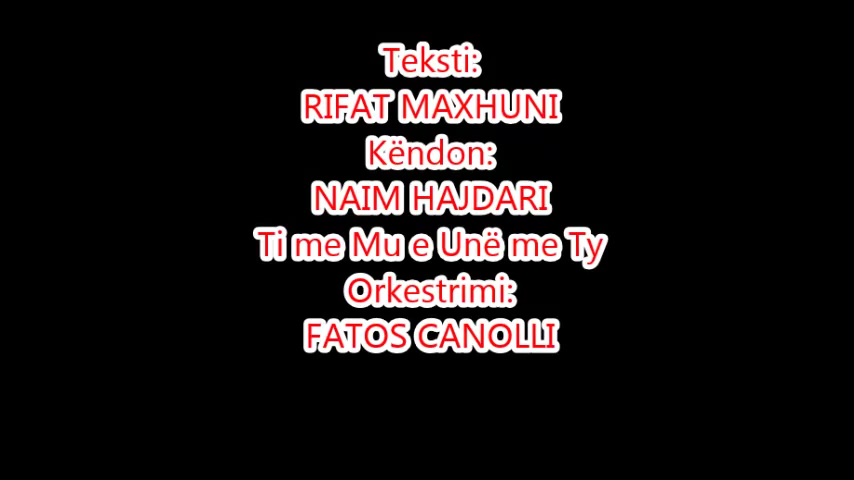 Teksti:
RIFAT MAXHUNI
Këndon:
NAIM HAJDARI
Ti me Mu e Unë me Ty
Orkestrimi:
FATOS CANOLLI